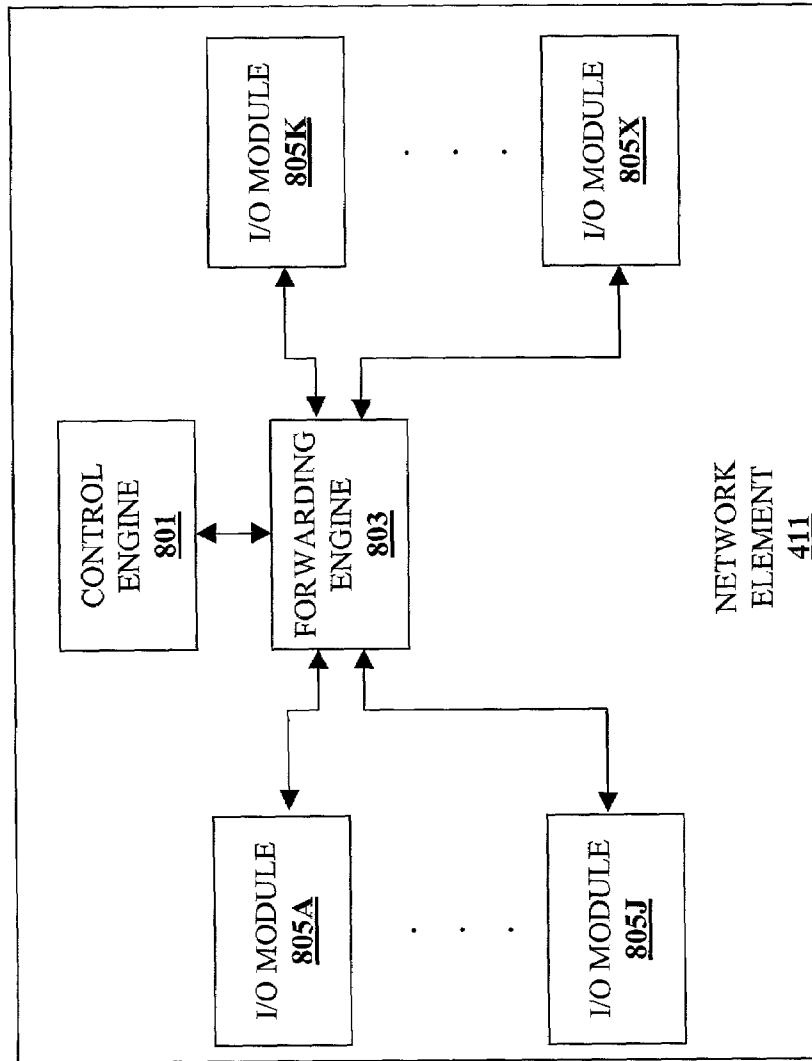 CONTROL
ENGINE
801
I/O MODULE
805A
I/O MODULE
805K
FORWARDING
ENGINE
803
I/O MODULE
805J
I/O MODULE
805X
NETWORK
ELEMENT
411